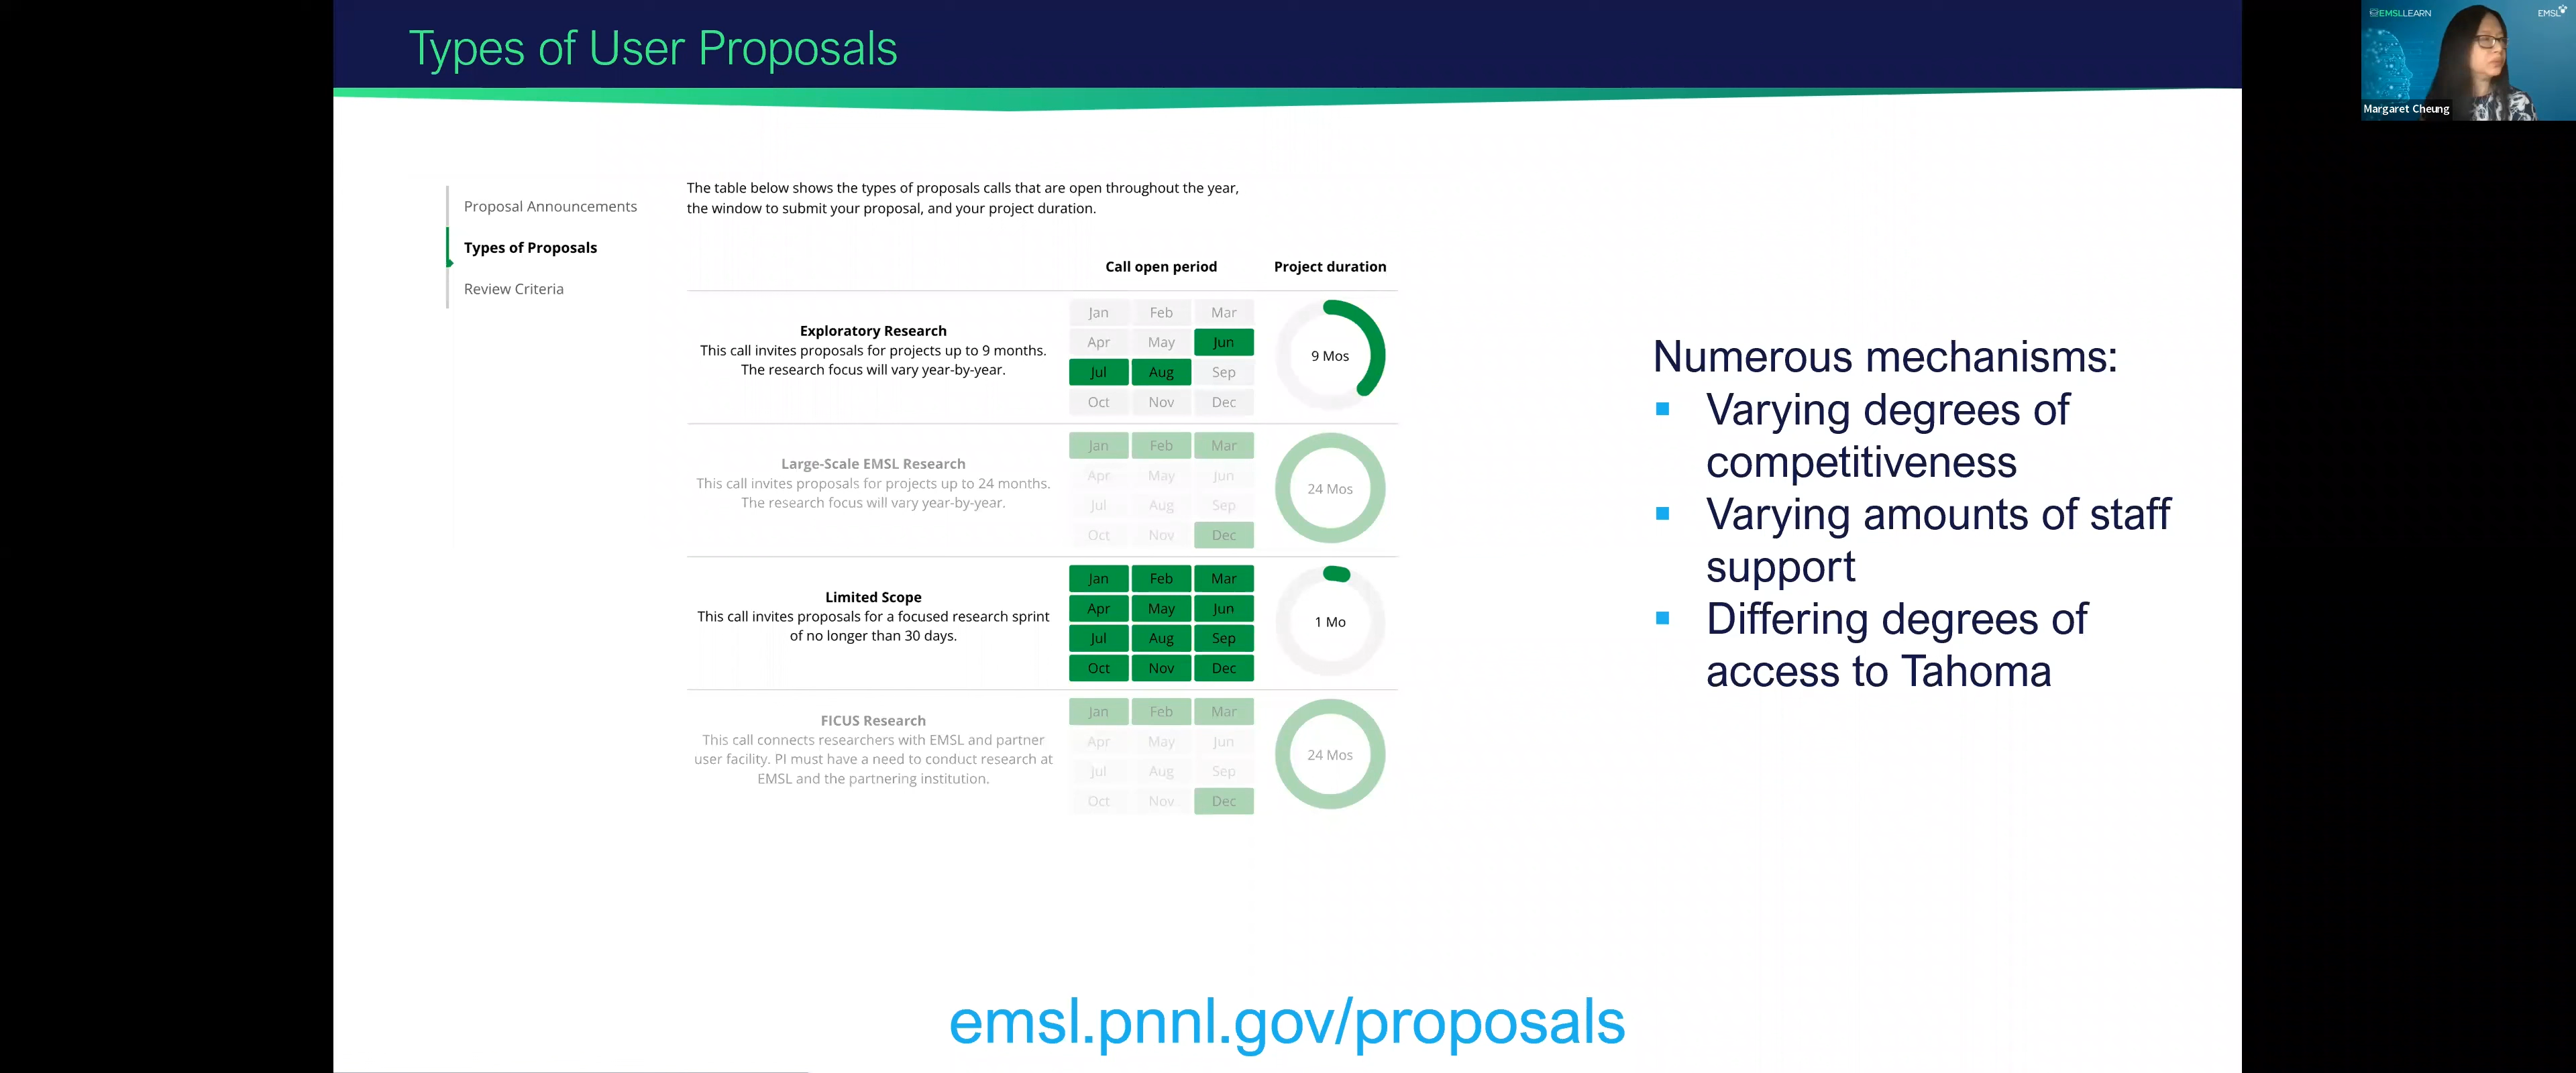 Types of User Proposals
EMSLLEARN
EMSL
Margaret Cheung
Proposal Announcements
Types of Proposals
Review Criteria
The table below shows the types of proposals calls that are open throughout the year,
the window to submit your proposal, and your project duration.
Call open period
Project duration
Exploratory Research
This call invites proposals for projects up to 9 months.
The research focus will vary year-by-year.
Jan Feb Mar
Apr May Jun
Jul Aug Sep
Oct Nov Dec
9 Mos
Large-Scale EMSL Research
This call invites proposals for projects up to 24 months.
The research focus will vary year-by-year.
Jan Feb Mar
Apr May Jun
Jul Aug Sep
Oct Nov Dec
24 Mos
Limited Scope
This call invites proposals for a focused research sprint
of no longer than 30 days.
Jan Feb Mar
Apr May Jun
Jul Aug Sep
Oct Nov Dec
1 Mo
FICUS Research
This call connects researchers with EMSL and partner
user facility. PI must have a need to conduct research at
EMSL and the partnering institution.
Jan Feb Mar
Apr May Jun
Jul Aug Sep
Oct Nov Dec
24 Mos
Numerous mechanisms:
Varying degrees of
competitiveness
Varying amounts of staff
support
Differing degrees of
access to Tahoma
emsl.pnnl.gov/proposals